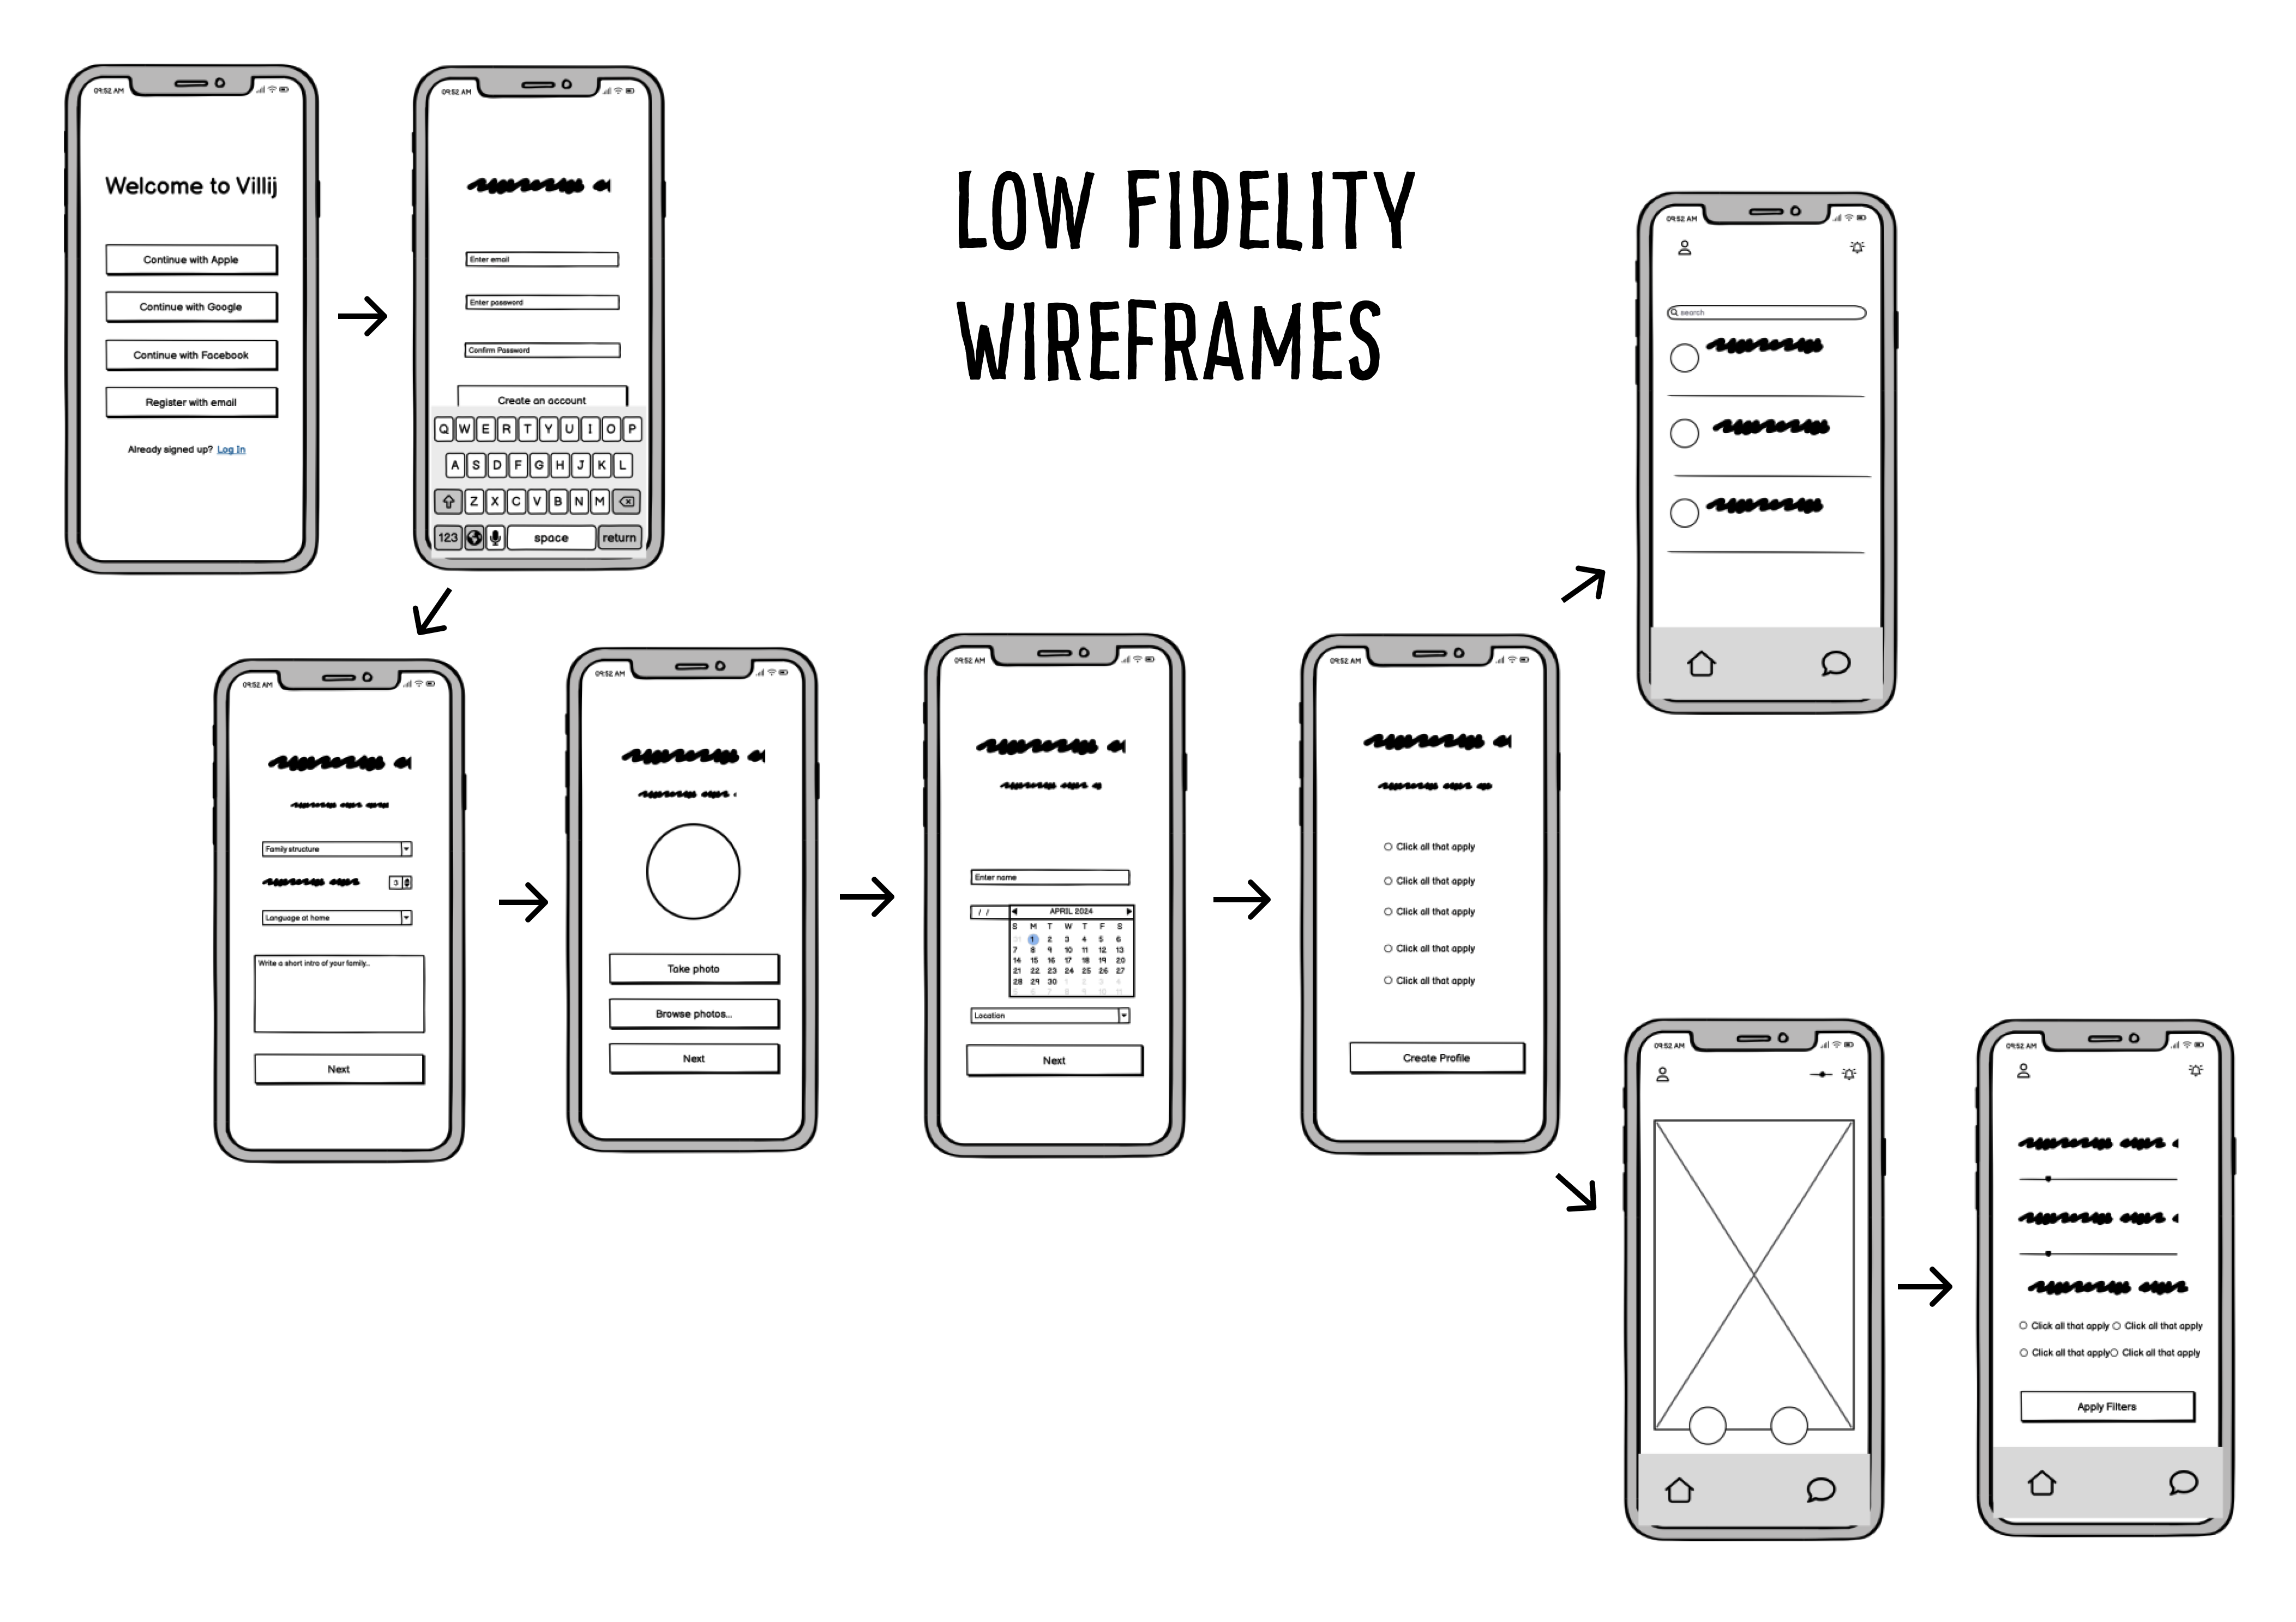 LOW FIDELITY
WIREFRAMES
09:52 AM
Welcome to Villij
Continue with Apple
Continue with Google
Continue with Facebook
Register with email
Already signed up? Log In
09:52 AM
Enter email
Enter password
Confirm Password
Create an account
Q W E R T Y U I O P
A S D F G H J K L
Z X C V B N M
123 space return
09:52 AM
Family structure
3
Language at home
Write a short intro of your family...
Next
09:52 AM
Take photo
Browse photos...
Next
09:52 AM
Enter name
/ /
APRIL 2024
S M T W T F S
31 1 2 3 4 5 6
7 8 9 10 11 12 13
14 15 16 17 18 19 20
21 22 23 24 25 26 27
28 29 30 1 2 3 4
5 6 7 8 9 10 11
Location
Next
09:52 AM
Click all that apply
Click all that apply
Click all that apply
Click all that apply
Click all that apply
Create Profile
09:52 AM
search
09:52 AM
09:52 AM
Click all that apply Click all that apply
Click all that apply Click all that apply
Apply Filters